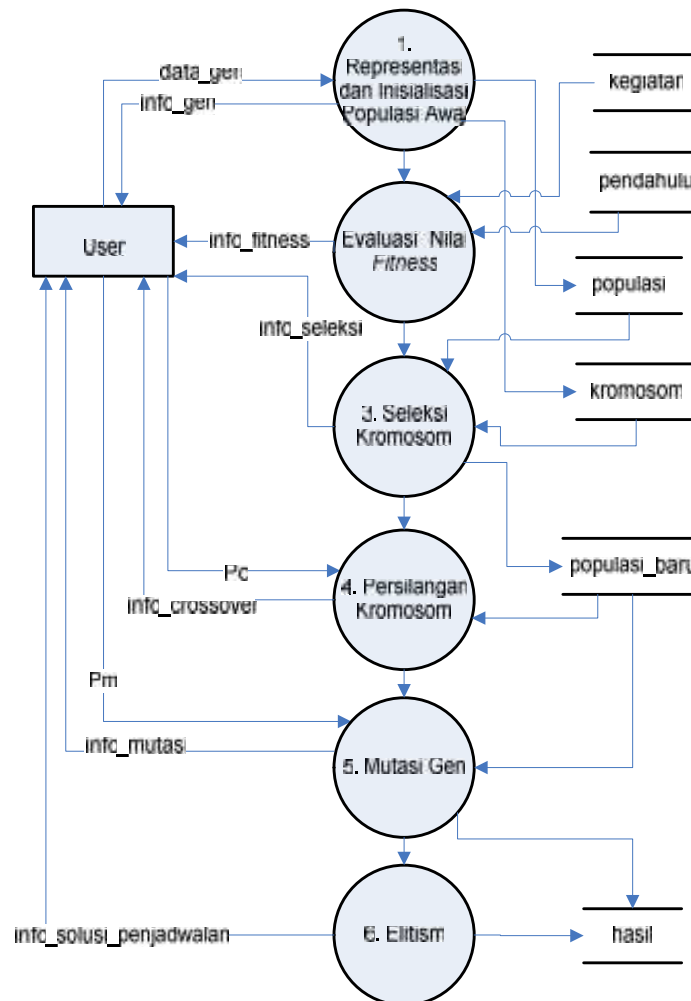 1.
Representasi
dan Inisialisasi
Populasi Awal
data_gen
info_gen
kegiatan
pendahulu
User
info_fitness
Evaluasi Nilai
Fitness
populasi
info_seleksi
3. Seleksi
Kromosom
kromosom
Pc
info_crossover
4. Persilangan
Kromosom
populasi_baru
Pm
info_mutasi
5. Mutasi Gen
info_solusi_penjadwalan
6. Elitism
hasil